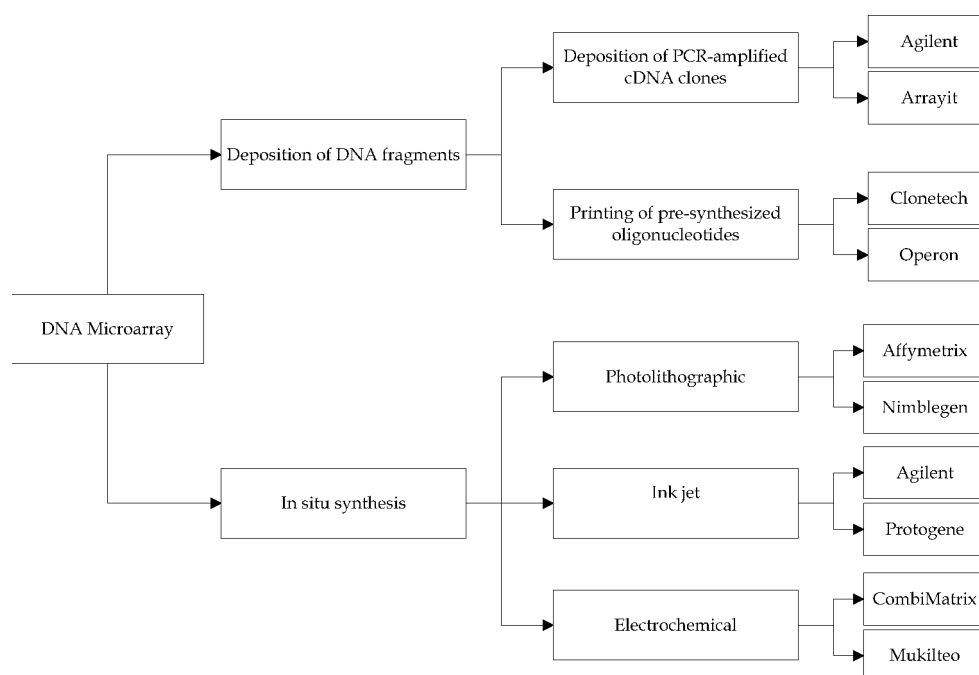 DNA Microarray
Deposition of DNA fragments
Deposition of PCR-amplified
cDNA clones
Agilent
Arrayit
Printing of pre-synthesized
oligonucleotides
Clonetech
Operon
In situ synthesis
Photolithographic
Affymetrix
Nimblegen
Ink jet
Agilent
Protogene
Electrochemical
CombiMatrix
Mukilteo